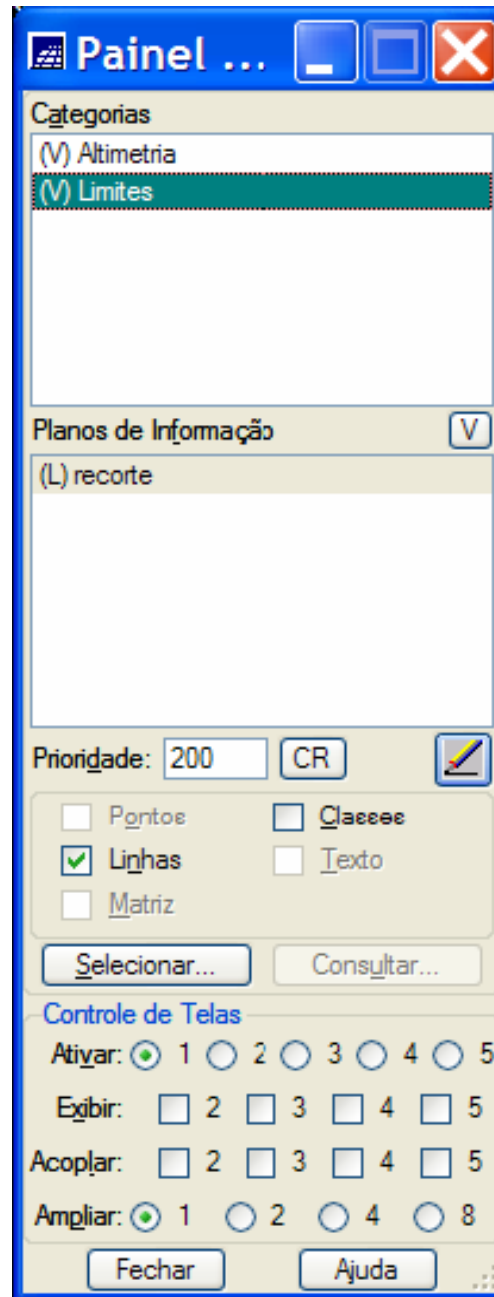 Painel ...
Categorias
(V) Altimetria
(V) Limites
Planos de Informação V
(L) recorte
Prioridade: 200 CR
Pontos Classes
Linhas Texto
Matriz
Selecionar... Consultar...
Controle de Telas
Ativar: 1 2 3 4 5
Exibir: 2 3 4 5
Acoplar: 2 3 4 5
Ampliar: 1 2 4 8
Fechar Ajuda